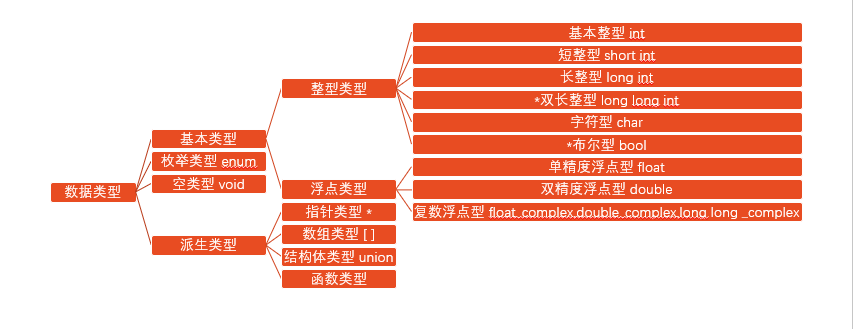 数据类型
基本类型
整型类型
基本整型 int
短整型 short int
长整型 long int
*双长整型 long long int
字符型 char
*布尔型 bool
浮点类型
单精度浮点型 float
双精度浮点型 double
复数浮点型 float_complex,double_complex,long long _complex
枚举类型 enum
空类型 void
派生类型
指针类型 *
数组类型 [ ]
结构体类型 union
函数类型